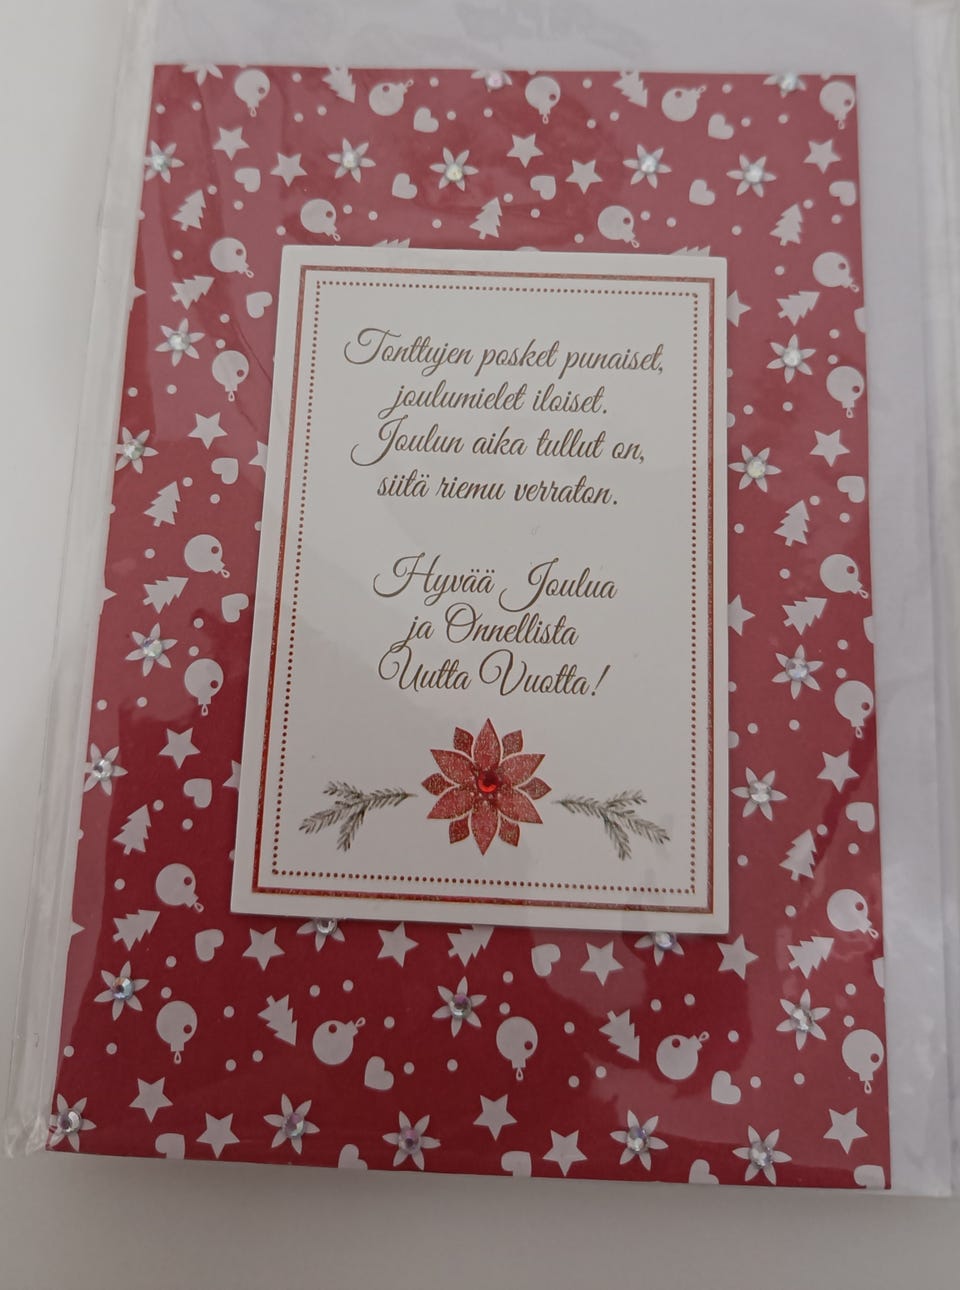 Tonttujen posket punaiset,
joulumielet iloiset.
Joulun aika tullut on,
siitä riemu verraton.
Hyvää Joulua
ja Onnellista
Uutta Vuotta!